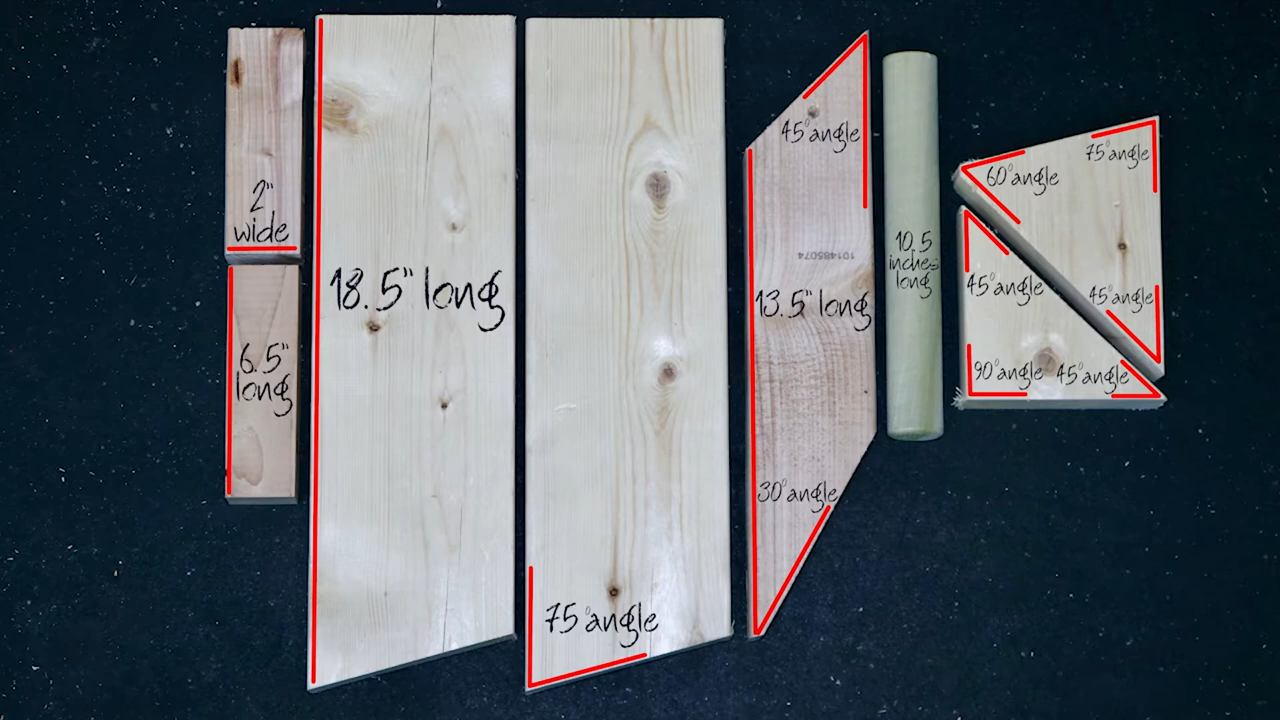 2"
wide
6.5"
long
18.5" long
75°angle
45°angle
101485074
13.5" long
30°angle
10.5
inches
long
60°angle
75°angle
45°angle
45°angle
90°angle
45°angle